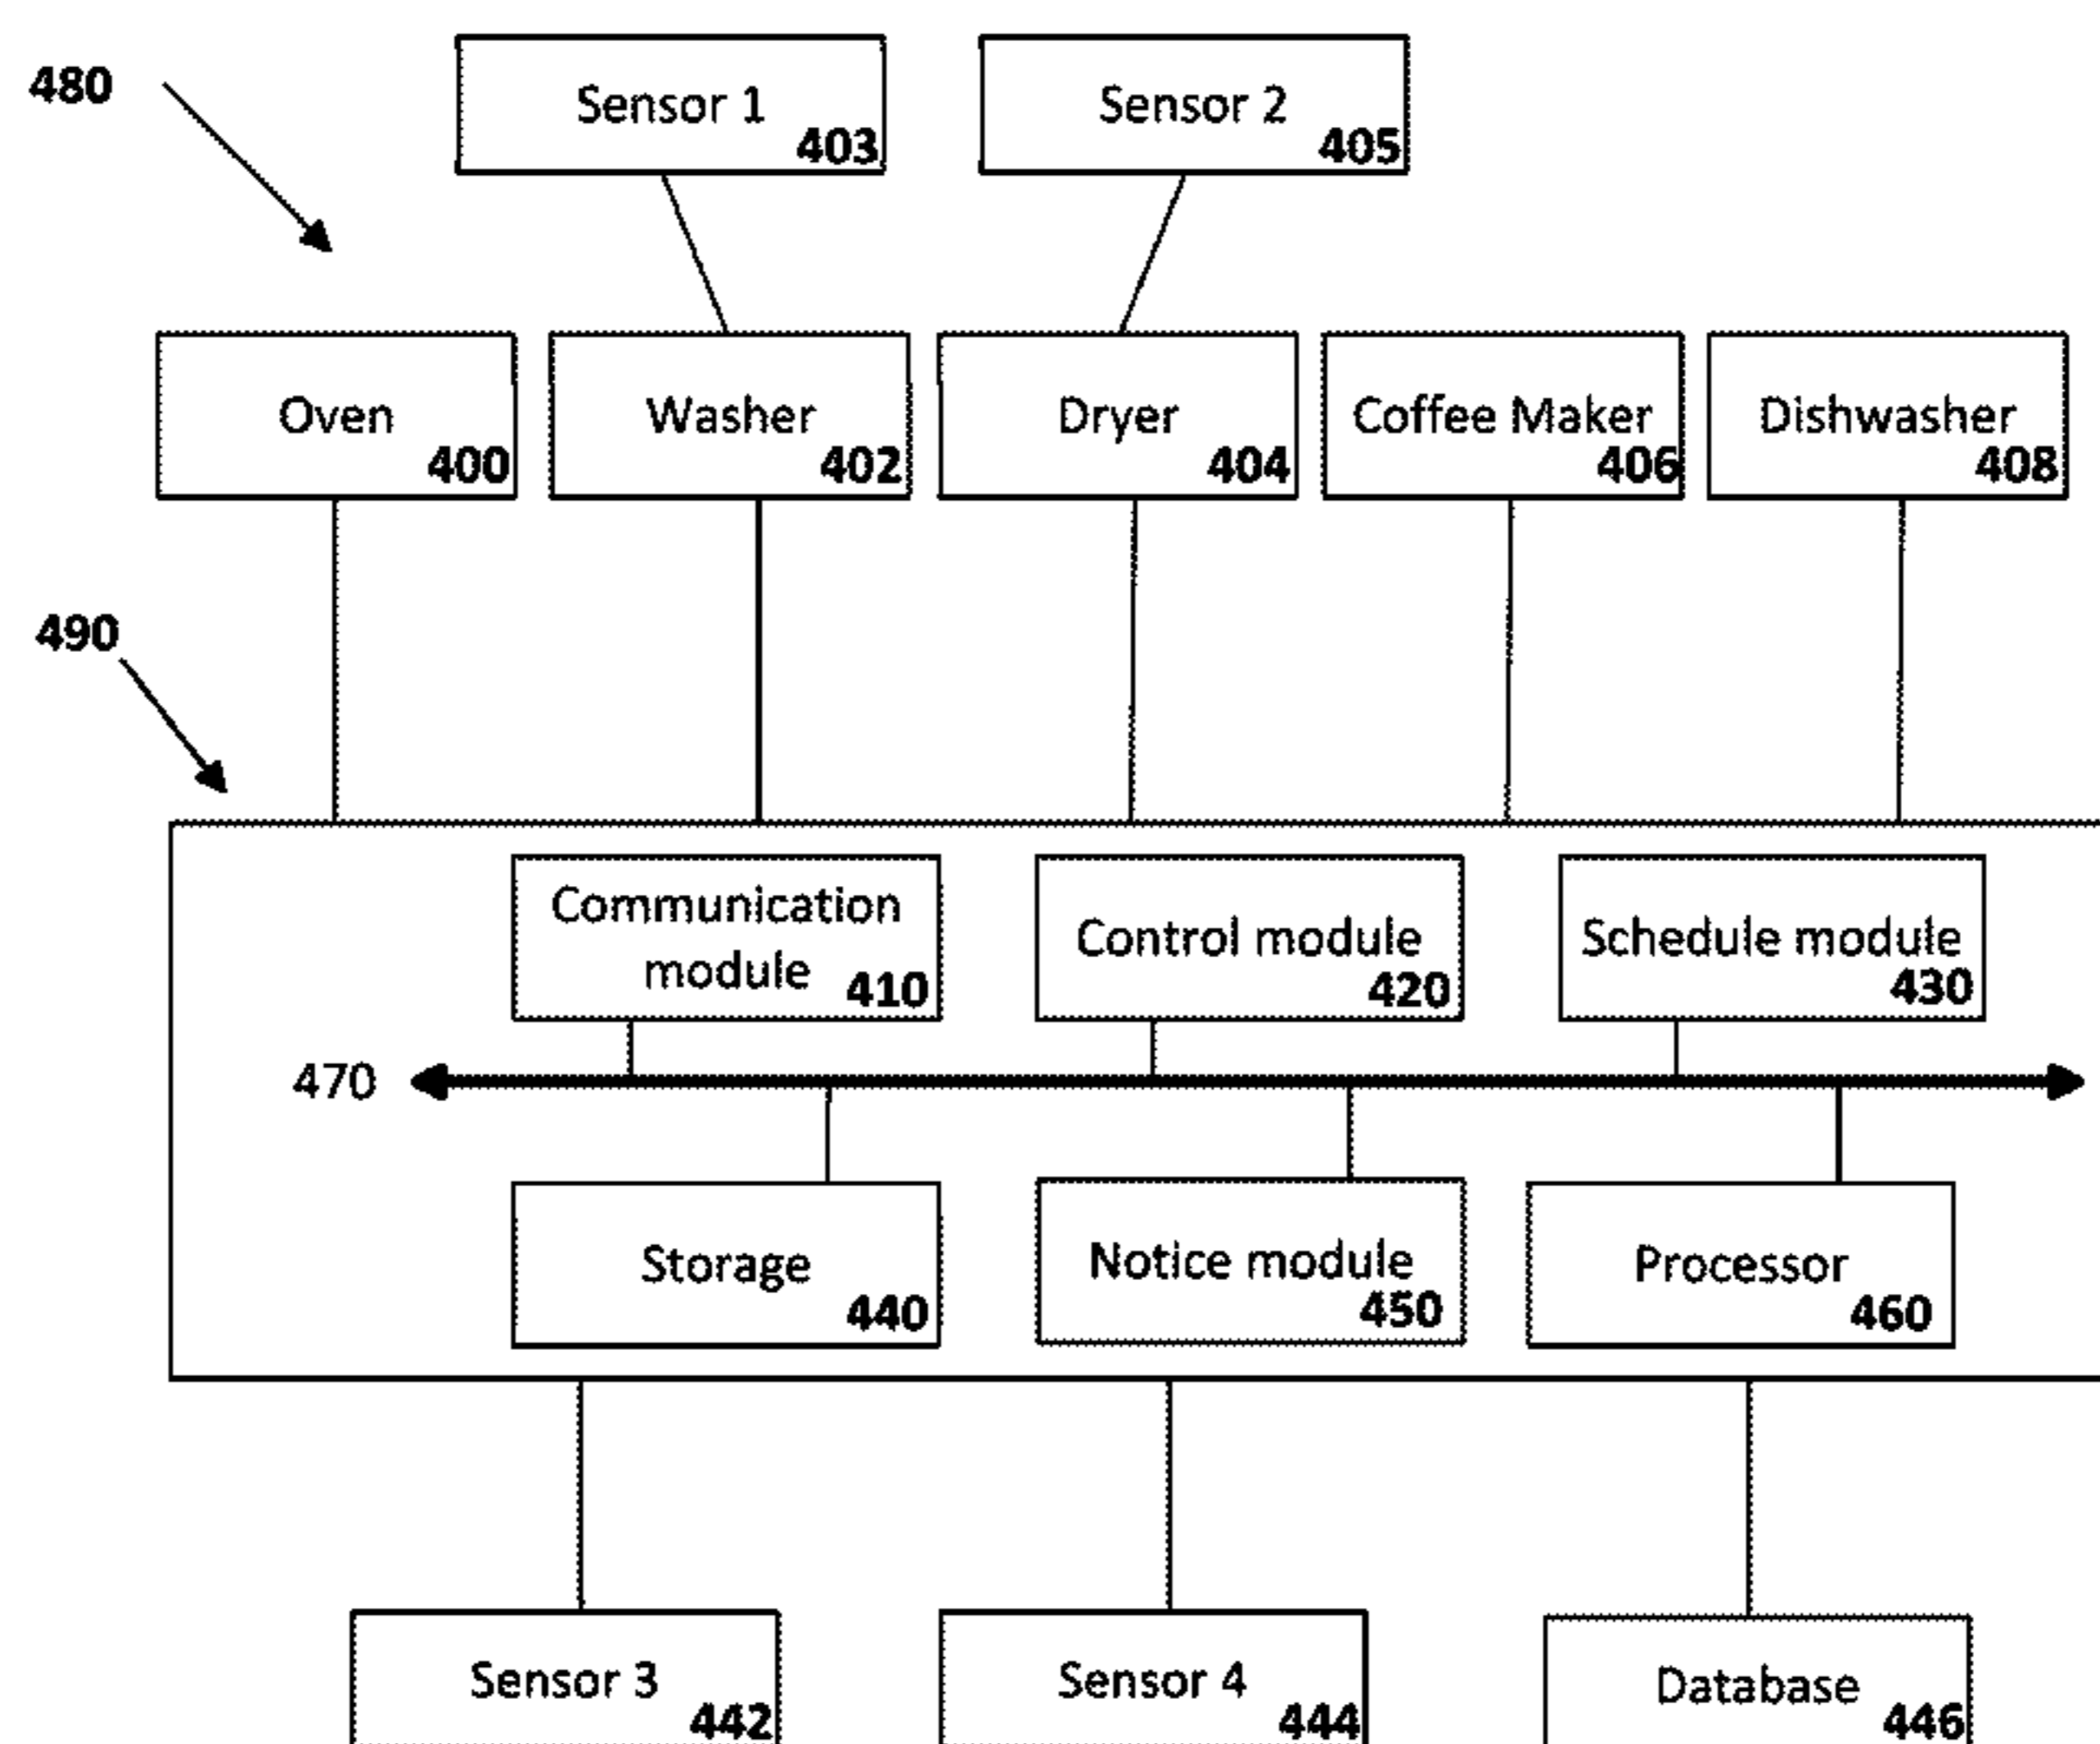 480
Sensor 1
403
Sensor 2
405
Oven
400
Washer
402
Dryer
404
Coffee Maker
406
Dishwasher
408
490
Communication
module
410
Control module
420
Schedule module
430
470
Storage
440
Notice module
450
Processor
460
Sensor 3
442
Sensor 4
444
Database
446